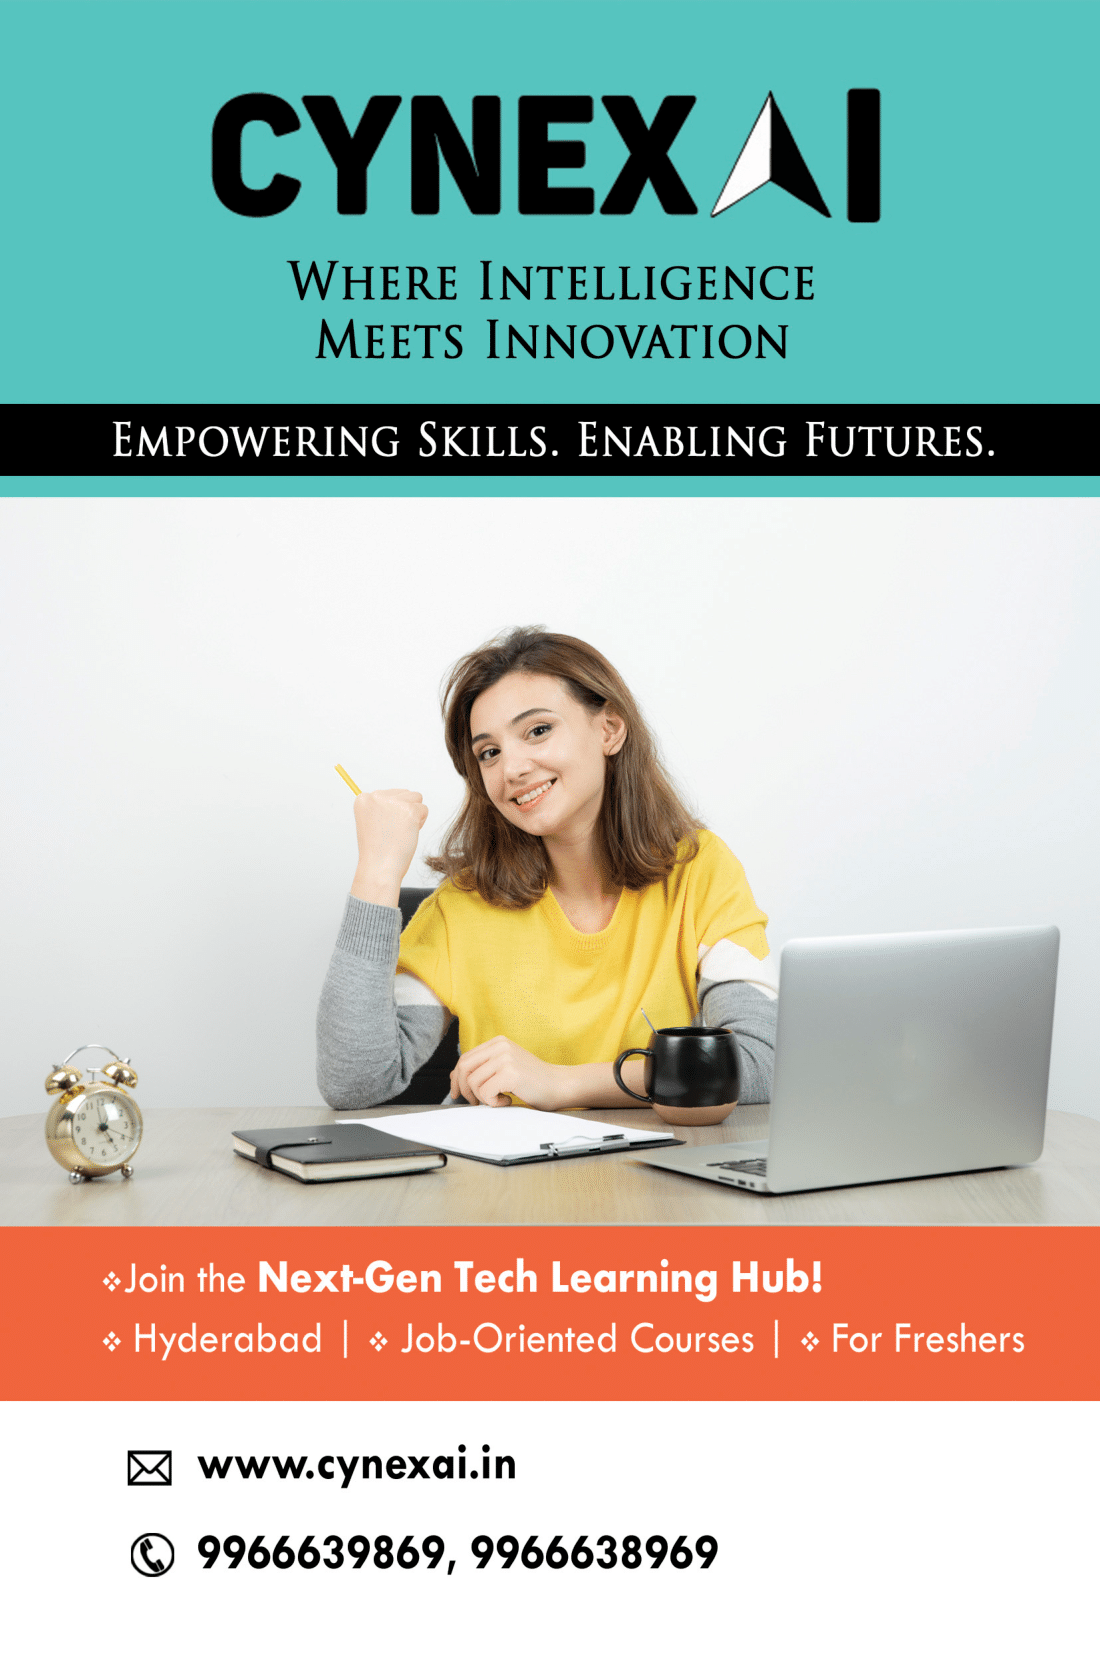 CYNEXAI
WHERE INTELLIGENCE
MEETS INNOVATION
EMPOWERING SKILLS. ENABLING FUTURES.
❖Join the Next-Gen Tech Learning Hub!
❖ Hyderabad | ❖ Job-Oriented Courses | ❖ For Freshers
www.cynexai.in
9966639869, 9966638969